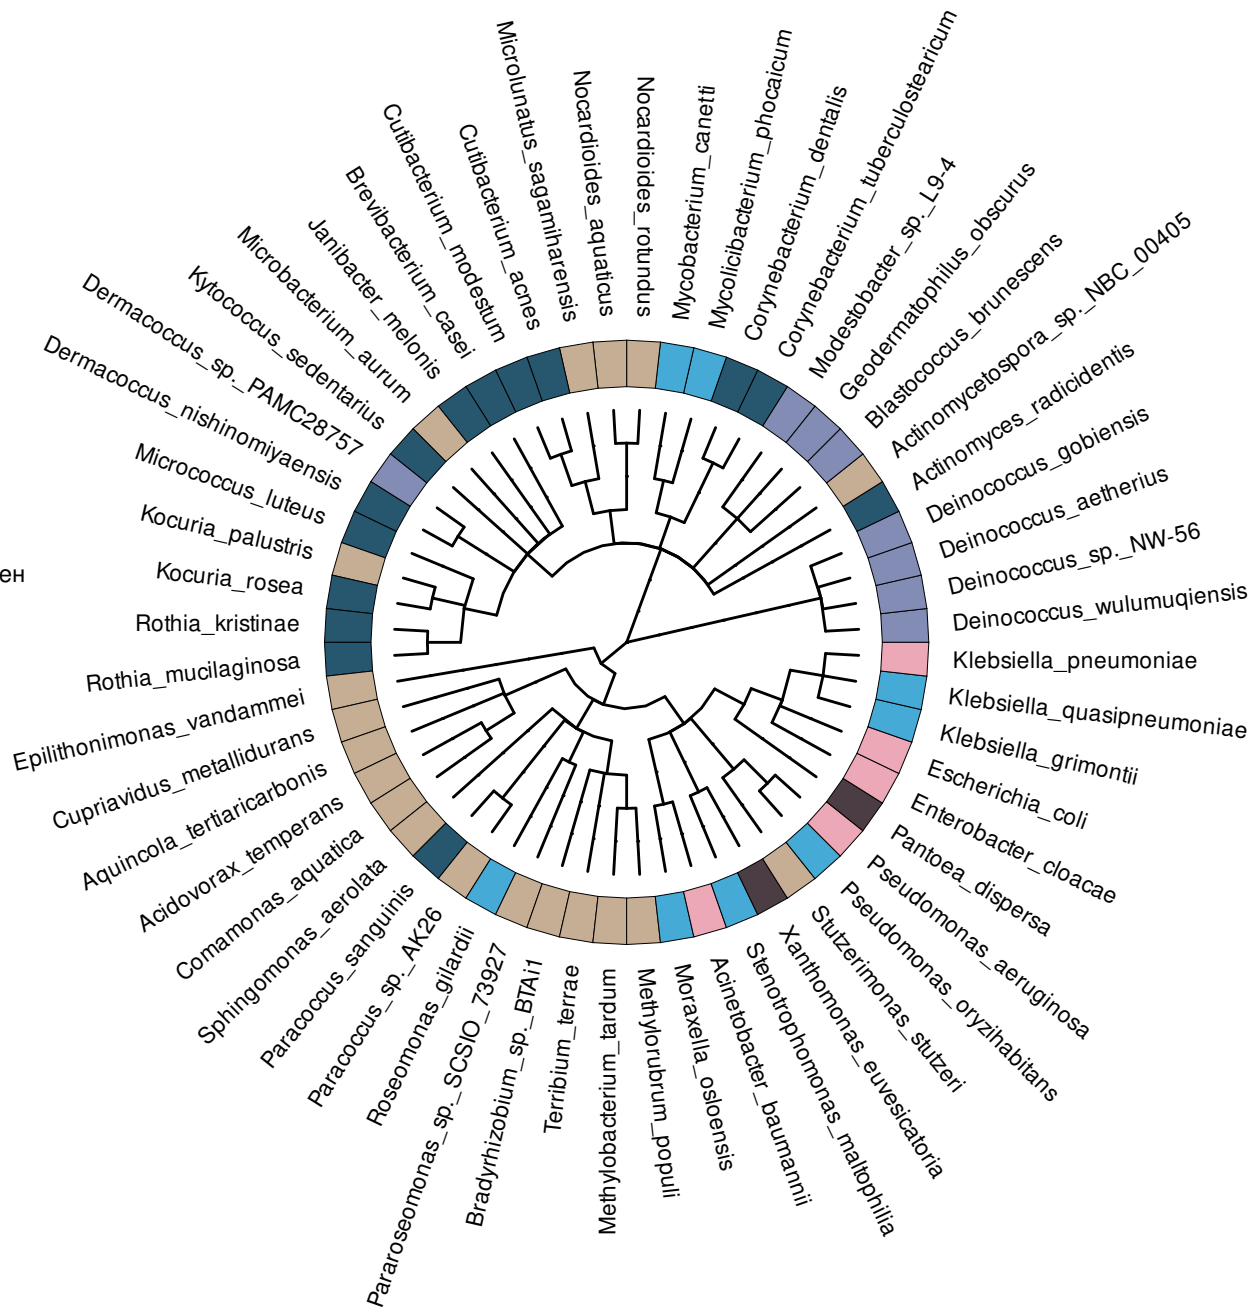 Microlunatus_sagamiharensis
Nocardioides_aquaticus
Nocardioides_rotundus
Mycobacterium_canetti
Mycolicibacterium_phocaicum
Corynebacterium_dentalis
Corynebacterium_tuberculostearicum
Modestobacter_sp._L9-4
Geodermatophilus_obscurus
Blastococcus_brunescens
Actinomycetospora_sp._NBC_00405
Actinomyces_radicidentis
Deinococcus_gobiensis
Deinococcus_aetherius
Deinococcus_sp._NW-56
Deinococcus_wulumuqiensis
Klebsiella_pneumoniae
Klebsiella_quasipneumoniae
Klebsiella_grimontii
Escherichia_coli
Enterobacter_cloacae
Pantoea_dispersa
Pseudomonas_aeruginosa
Pseudomonas_oryzihabitans
Stutzerimonas_stutzeri
Xanthomonas_euvesicatoria
Stenotrophomonas_maltophilia
Acinetobacter_baumannii
Moraxella_osloensis
Methylorubrum_populi
Methylobacterium_tardum
Terribium_terrae
Bradyrhizobium_sp._BTAi1
Pararoseomonas_sp._SCSIO_73927
Roseomonas_gilardii
Paracoccus_sp._AK26
Paracoccus_sanguinis
Sphingomonas_aerolata
Comamonas_aquatica
Acidovorax_temperans
Aquincola_tertiaricarbonis
Cupriavidus_metallidurans
Epilithonimonas_vandammei
Rothia_mucilaginosa
Rothia_kristinae
Kocuria_rosea
Kocuria_palustris
Micrococcus_luteus
Dermacoccus_nishinomiyaensis
Dermacoccus_sp._PAMC28757
Kytococcus_sedentarius
Microbacterium_aurum
Janibacter_melonis
Brevibacterium_casei
Cutibacterium_modestum
Cutibacterium_acnes
ен